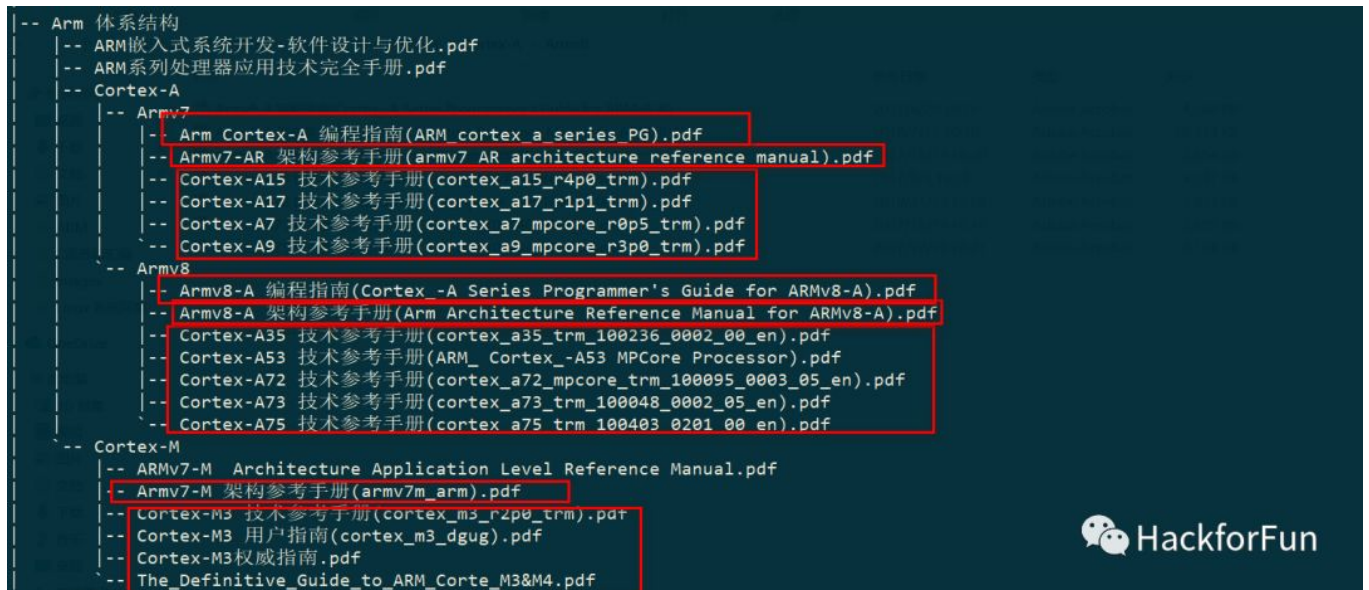 |-- Arm 体系结构
|   |-- ARM嵌入式系统开发-软件设计与优化.pdf
|   |-- ARM系列处理器应用技术完全手册.pdf
|   |-- Cortex-A
|   |   |-- Armv7
|   |   |   |-- Arm Cortex-A 编程指南(ARM_cortex_a_series_PG).pdf
|   |   |   |-- Armv7-AR 架构参考手册(armv7 AR architecture reference manual).pdf
|   |   |   |-- Cortex-A15 技术参考手册(cortex_a15_r4p0_trm).pdf
|   |   |   |-- Cortex-A17 技术参考手册(cortex_a17_r1p1_trm).pdf
|   |   |   |-- Cortex-A7 技术参考手册(cortex_a7_mpcore_r0p5_trm).pdf
|   |   |   `-- Cortex-A9 技术参考手册(cortex_a9_mpcore_r3p0_trm).pdf
|   |   `-- Armv8
|   |       |-- Armv8-A 编程指南(Cortex_-A Series Programmer's Guide for ARMv8-A).pdf
|   |       |-- Armv8-A 架构参考手册(Arm Architecture Reference Manual for ARMv8-A).pdf
|   |       |-- Cortex-A35 技术参考手册(cortex_a35_trm_100236_0002_00_en).pdf
|   |       |-- Cortex-A53 技术参考手册(ARM_ Cortex_-A53 MPCore Processor).pdf
|   |       |-- Cortex-A72 技术参考手册(cortex_a72_mpcore_trm_100095_0003_05_en).pdf
|   |       |-- Cortex-A73 技术参考手册(cortex_a73_trm_100048_0002_05_en).pdf
|   |       `-- Cortex-A75 技术参考手册(cortex_a75_trm_100403_0201_00_en).pdf
|   `-- Cortex-M
|       |-- ARMv7-M  Architecture Application Level Reference Manual.pdf
|       |-- Armv7-M 架构参考手册(armv7m_arm).pdf
|       |-- Cortex-M3 技术参考手册(cortex_m3_r2p0_trm).pdf
|       |-- Cortex-M3 用户指南(cortex_m3_dgug).pdf
|       |-- Cortex-M3权威指南.pdf
|       `-- The_Definitive_Guide_to_ARM_Corte_M3&M4.pdf
HackforFun